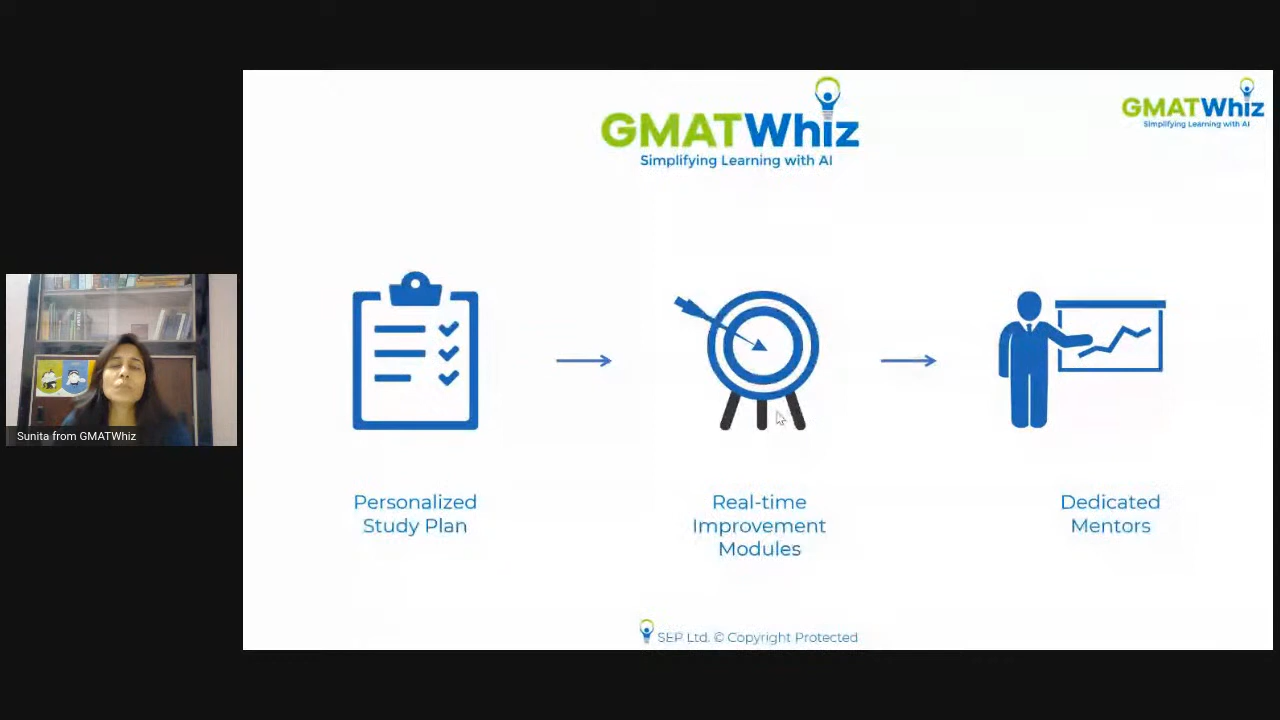 GMATWhiz
Simplifying Learning with AI
GMATWhiz
Simplifying Learning with AI
Sunita from GMATWhiz
Personalized
Study Plan
Real-time
Improvement
Modules
Dedicated
Mentors
SEP Ltd. © Copyright Protected